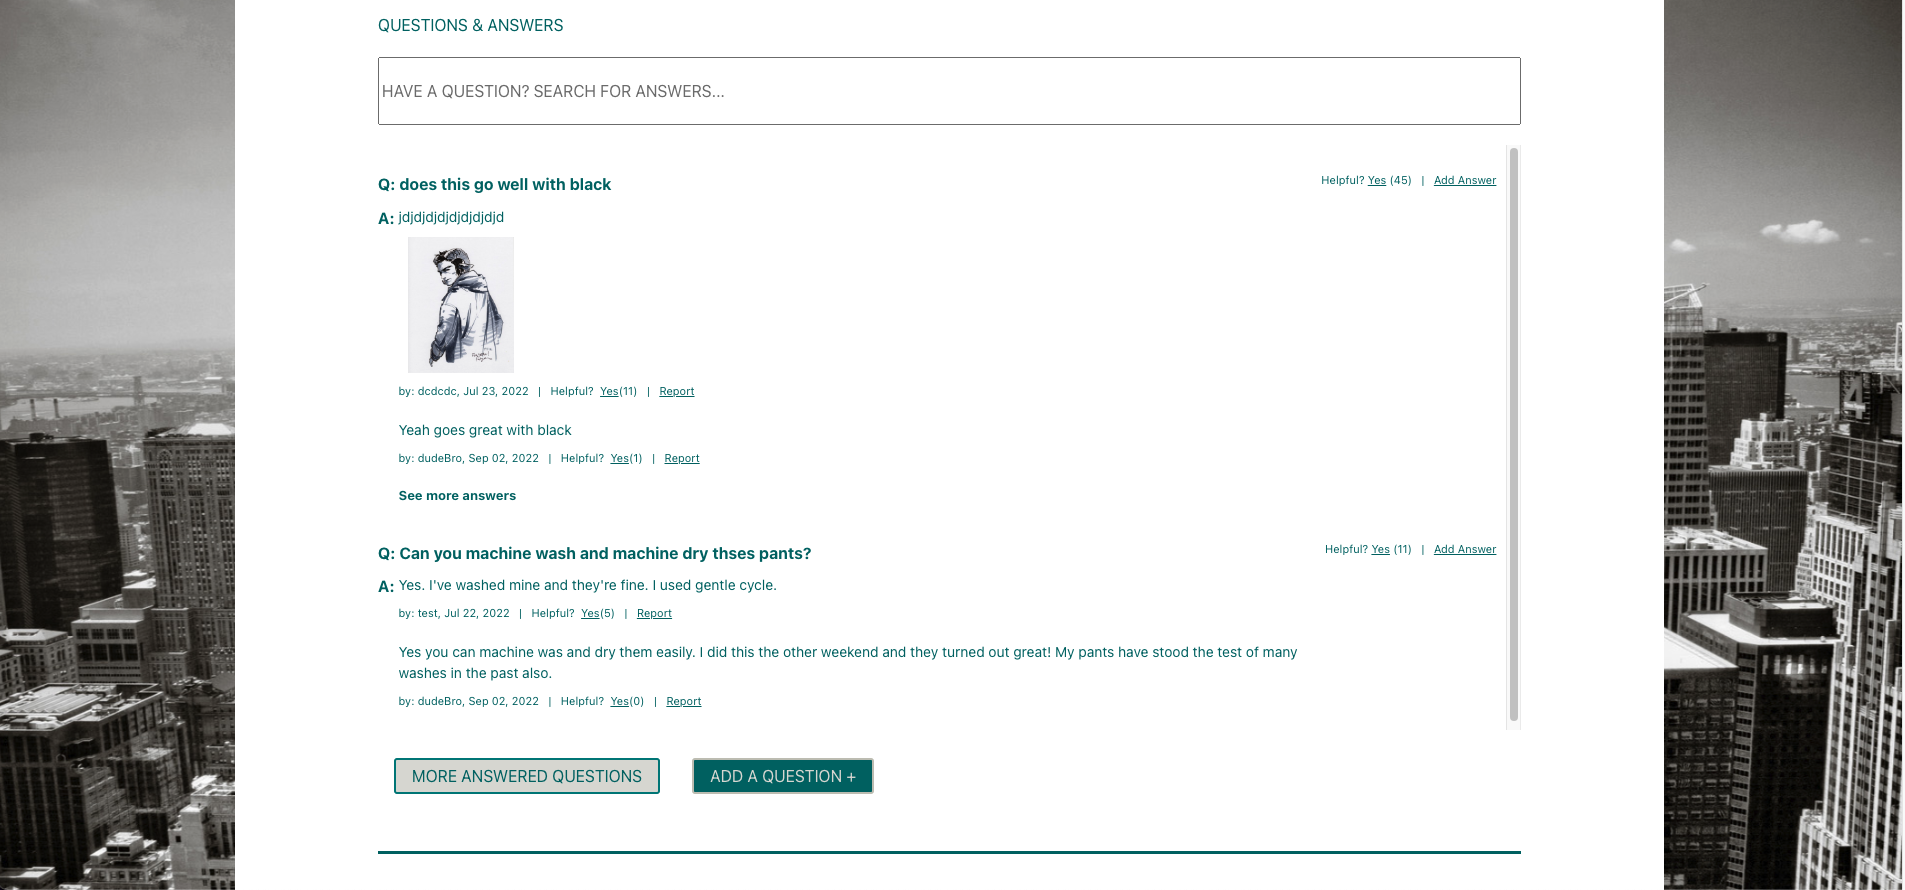 QUESTIONS & ANSWERS
HAVE A QUESTION? SEARCH FOR ANSWERS...
Q: does this go well with black
Helpful? Yes (45) | Add Answer
A: jdjdjdjdjdjdjdjdjd
by: dcdcdc, Jul 23, 2022 | Helpful? Yes(11) | Report
Yeah goes great with black
by: dudeBro, Sep 02, 2022 | Helpful? Yes(1) | Report
See more answers
Q: Can you machine wash and machine dry thses pants?
Helpful? Yes (11) | Add Answer
A: Yes. I've washed mine and they're fine. I used gentle cycle.
by: test, Jul 22, 2022 | Helpful? Yes(5) | Report
Yes you can machine was and dry them easily. I did this the other weekend and they turned out great! My pants have stood the test of many
washes in the past also.
by: dudeBro, Sep 02, 2022 | Helpful? Yes(0) | Report
MORE ANSWERED QUESTIONS
ADD A QUESTION +
4